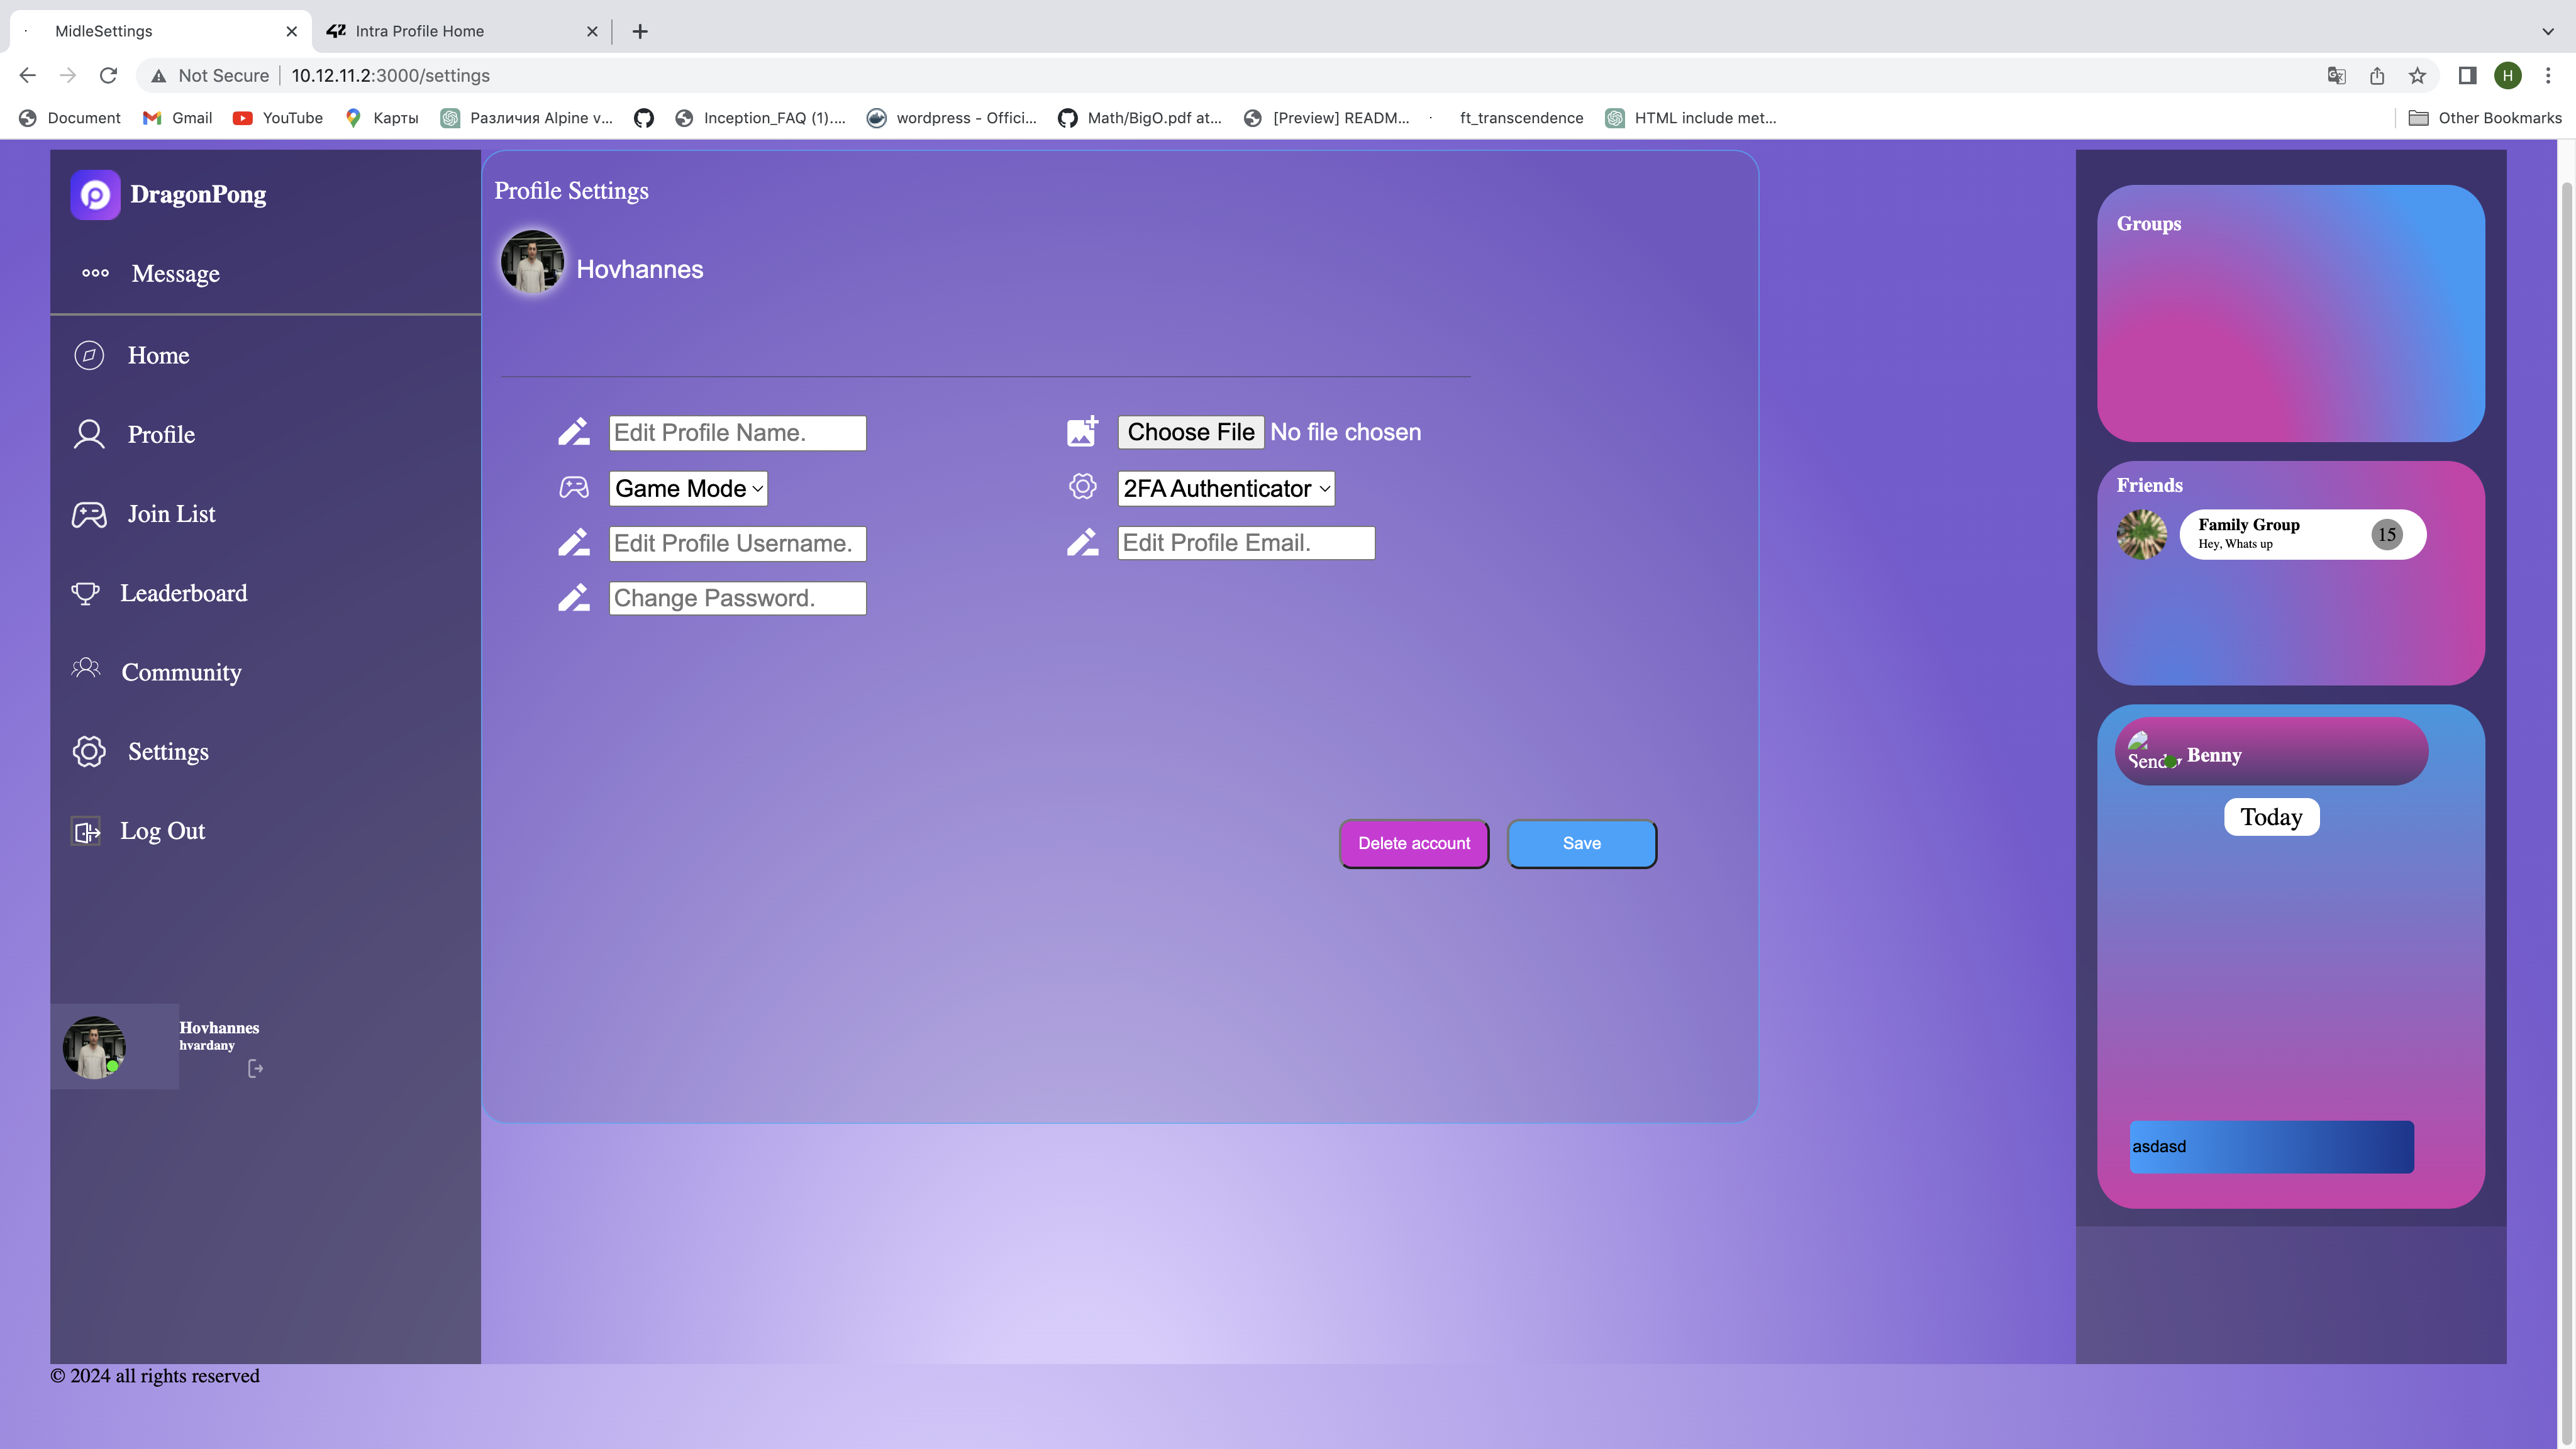 MidleSettings
Intra Profile Home
Not Secure
10.12.11.2:3000/settings
H
Document
Gmail
YouTube
Карты
Различия Alpine v...
Inception_FAQ (1)....
wordpress - Offici...
Math/BigO.pdf at...
[Preview] READM...
ft_transcendence
HTML include met...
Other Bookmarks
DragonPong
Message
Home
Profile
Join List
Leaderboard
Community
Settings
Log Out
Hovhannes
hvardany
Profile Settings
Hovhannes
Edit Profile Name.
Choose File No file chosen
Game Mode
2FA Authenticator
Edit Profile Username.
Edit Profile Email.
Change Password.
Delete account
Save
Groups
Friends
Family Group
Hey, Whats up
15
Sender
Benny
Today
asdasd
© 2024 all rights reserved